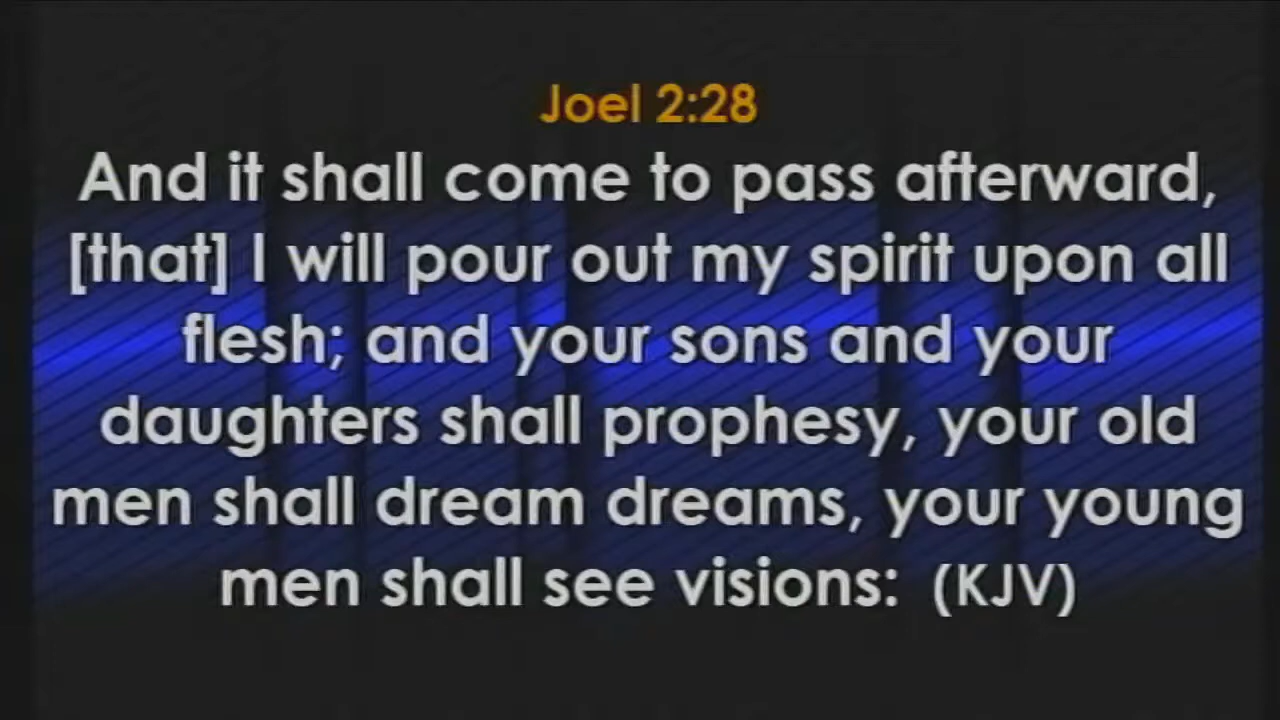 Joel 2:28
And it shall come to pass afterward,
[that] I will pour out my spirit upon all
flesh; and your sons and your
daughters shall prophesy, your old
men shall dream dreams, your young
men shall see visions: (KJV)